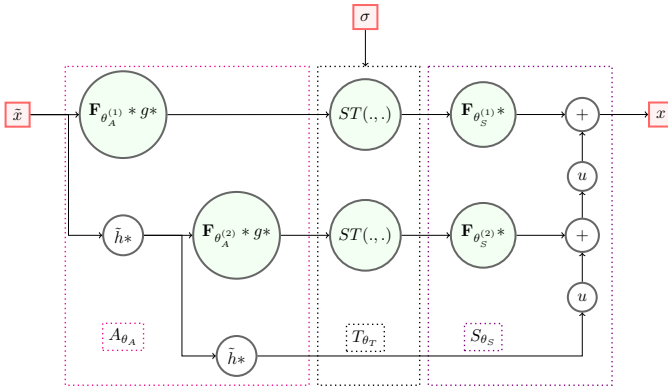 σ
x̃
𝐅_{θ_A^{(1)}} * g*
ST(.,.)
𝐅_{θ_S^{(1)}}*
+
x
u
h̃*
𝐅_{θ_A^{(2)}} * g*
ST(.,.)
𝐅_{θ_S^{(2)}}*
+
u
A_{θ_A}
T_{θ_T}
S_{θ_S}
h̃*